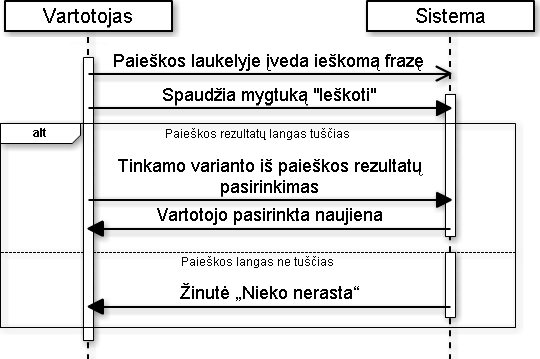 Vartotojas
Sistema
Paieškos laukelyje įveda ieškomą frazę
Spaudžia mygtuką "Ieškoti"
alt
Paieškos rezultatų langas tuščias
Tinkamo varianto iš paieškos rezultatų
pasirinkimas
Vartotojo pasirinkta naujiena
Paieškos langas ne tuščias
Žinutė „Nieko nerasta“